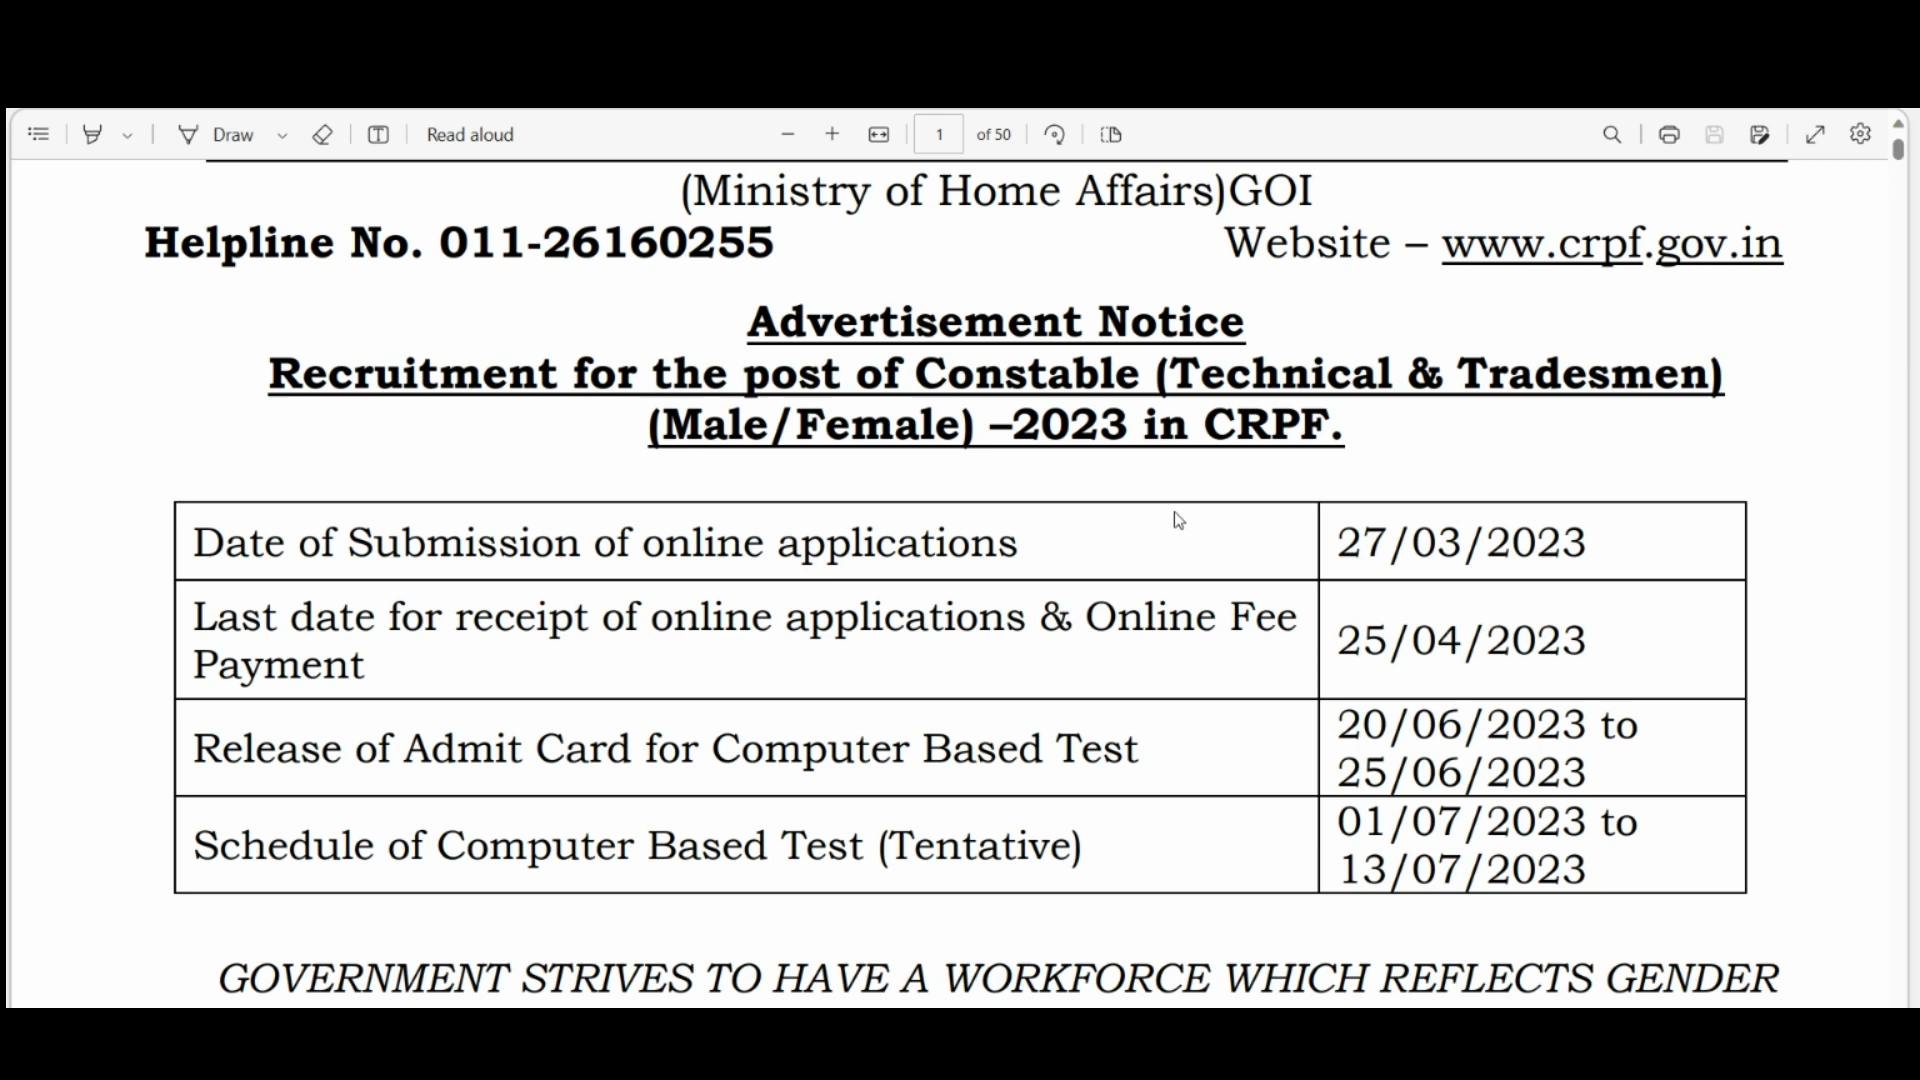 Draw
Read aloud
1 of 50
(Ministry of Home Affairs)GOI
Helpline No. 011-26160255 Website – www.crpf.gov.in
Advertisement Notice
Recruitment for the post of Constable (Technical & Tradesmen)
(Male/Female) –2023 in CRPF.
Date of Submission of online applications 27/03/2023
Last date for receipt of online applications & Online Fee
Payment 25/04/2023
Release of Admit Card for Computer Based Test 20/06/2023 to
25/06/2023
Schedule of Computer Based Test (Tentative) 01/07/2023 to
13/07/2023
GOVERNMENT STRIVES TO HAVE A WORKFORCE WHICH REFLECTS GENDER